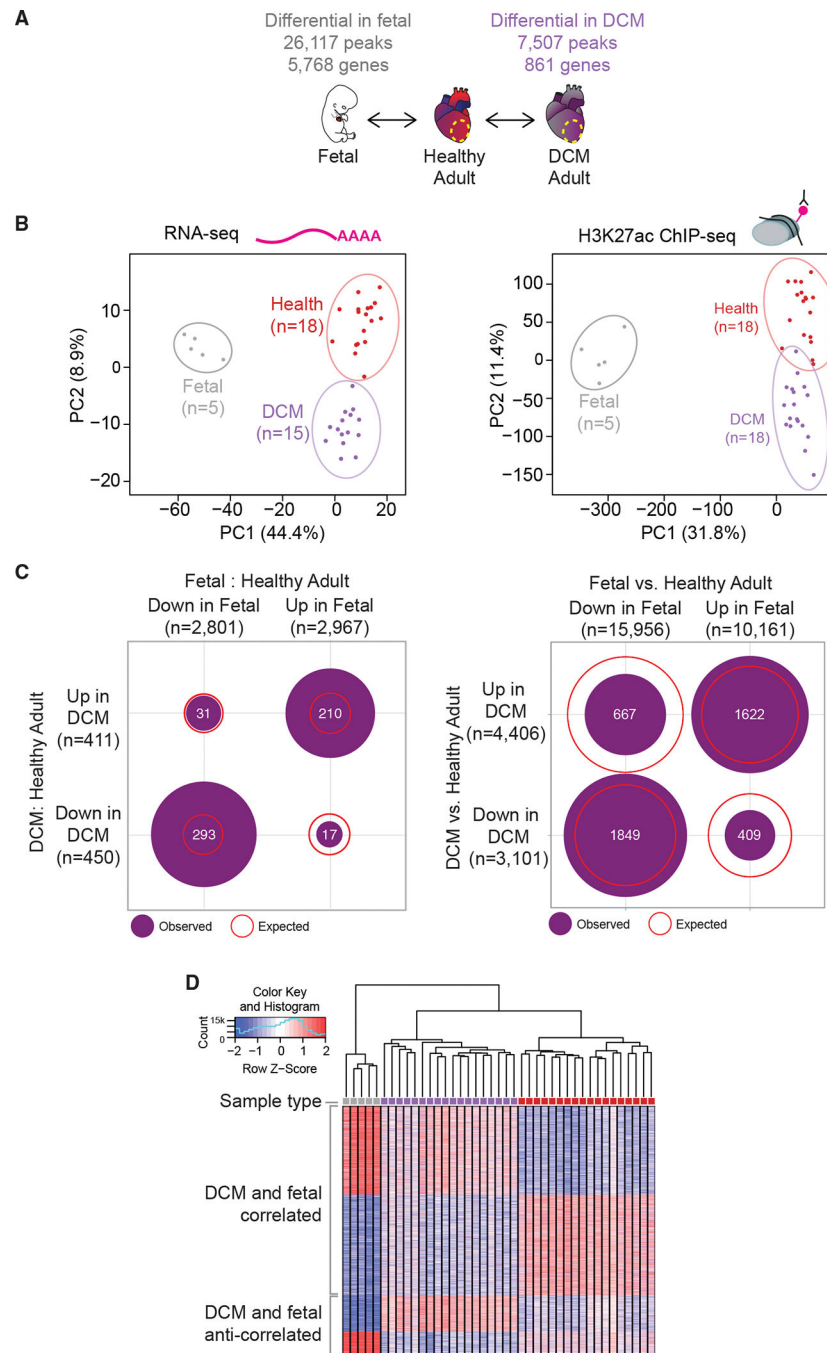 A
Differential in fetal
26,117 peaks
5,768 genes
Differential in DCM
7,507 peaks
861 genes
Fetal
Healthy
Adult
DCM
Adult
B
RNA-seq
AAAA
H3K27ac ChIP-seq
PC2 (8.9%)
10
0
−10
−20
Health
(n=18)
Fetal
(n=5)
DCM
(n=15)
−60
−40
−20
0
20
PC1 (44.4%)
PC2 (11.4%)
100
50
0
−50
−100
−150
Health
(n=18)
Fetal
(n=5)
DCM
(n=18)
−300
−200
−100
0
PC1 (31.8%)
C
Fetal : Healthy Adult
Down in Fetal
(n=2,801)
Up in Fetal
(n=2,967)
DCM: Healthy Adult
Up in
DCM
(n=411)
31
210
Down in
DCM
(n=450)
293
17
Observed
Expected
Fetal vs. Healthy Adult
Down in Fetal
(n=15,956)
Up in Fetal
(n=10,161)
DCM vs. Healthy Adult
Up in
DCM
(n=4,406)
667
1622
Down in
DCM
(n=3,101)
1849
409
Observed
Expected
D
Color Key
and Histogram
Count
15k
0
−2 −1 0 1 2
Row Z−Score
Sample type
DCM and fetal
correlated
DCM and fetal
anti-correlated